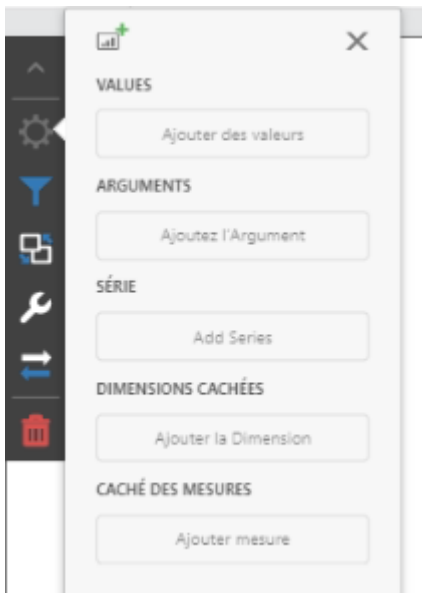 VALUES
Ajouter des valeurs
ARGUMENTS
Ajoutez l'Argument
SÉRIE
Add Series
DIMENSIONS CACHÉES
Ajouter la Dimension
CACHÉ DES MESURES
Ajouter mesure